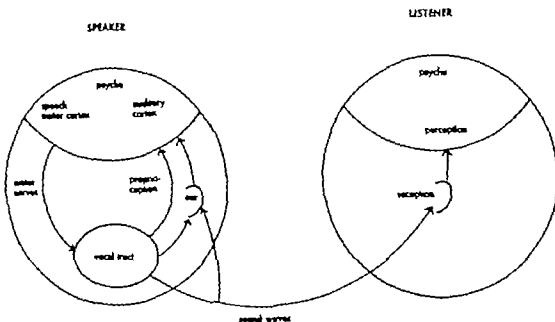 SPEAKER
LISTENER
psyche
speech
motor cortex
auditory
cortex
motor
nerves
proprio-
ception
ear
vocal tract
sound waves
psyche
perception
reception